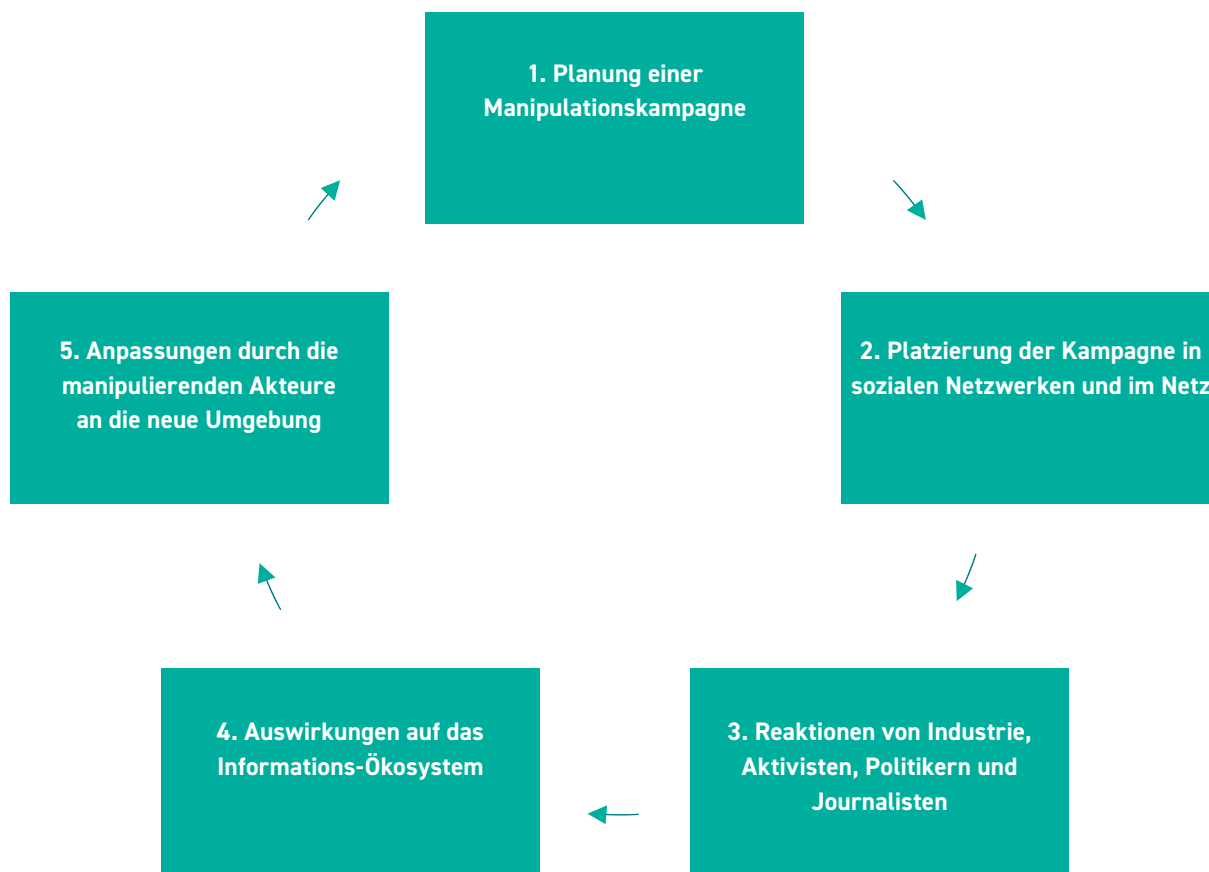 1. Planung einer
Manipulationskampagne
2. Platzierung der Kampagne in
sozialen Netzwerken und im Netz
3. Reaktionen von Industrie,
Aktivisten, Politikern und
Journalisten
4. Auswirkungen auf das
Informations-Ökosystem
5. Anpassungen durch die
manipulierenden Akteure
an die neue Umgebung